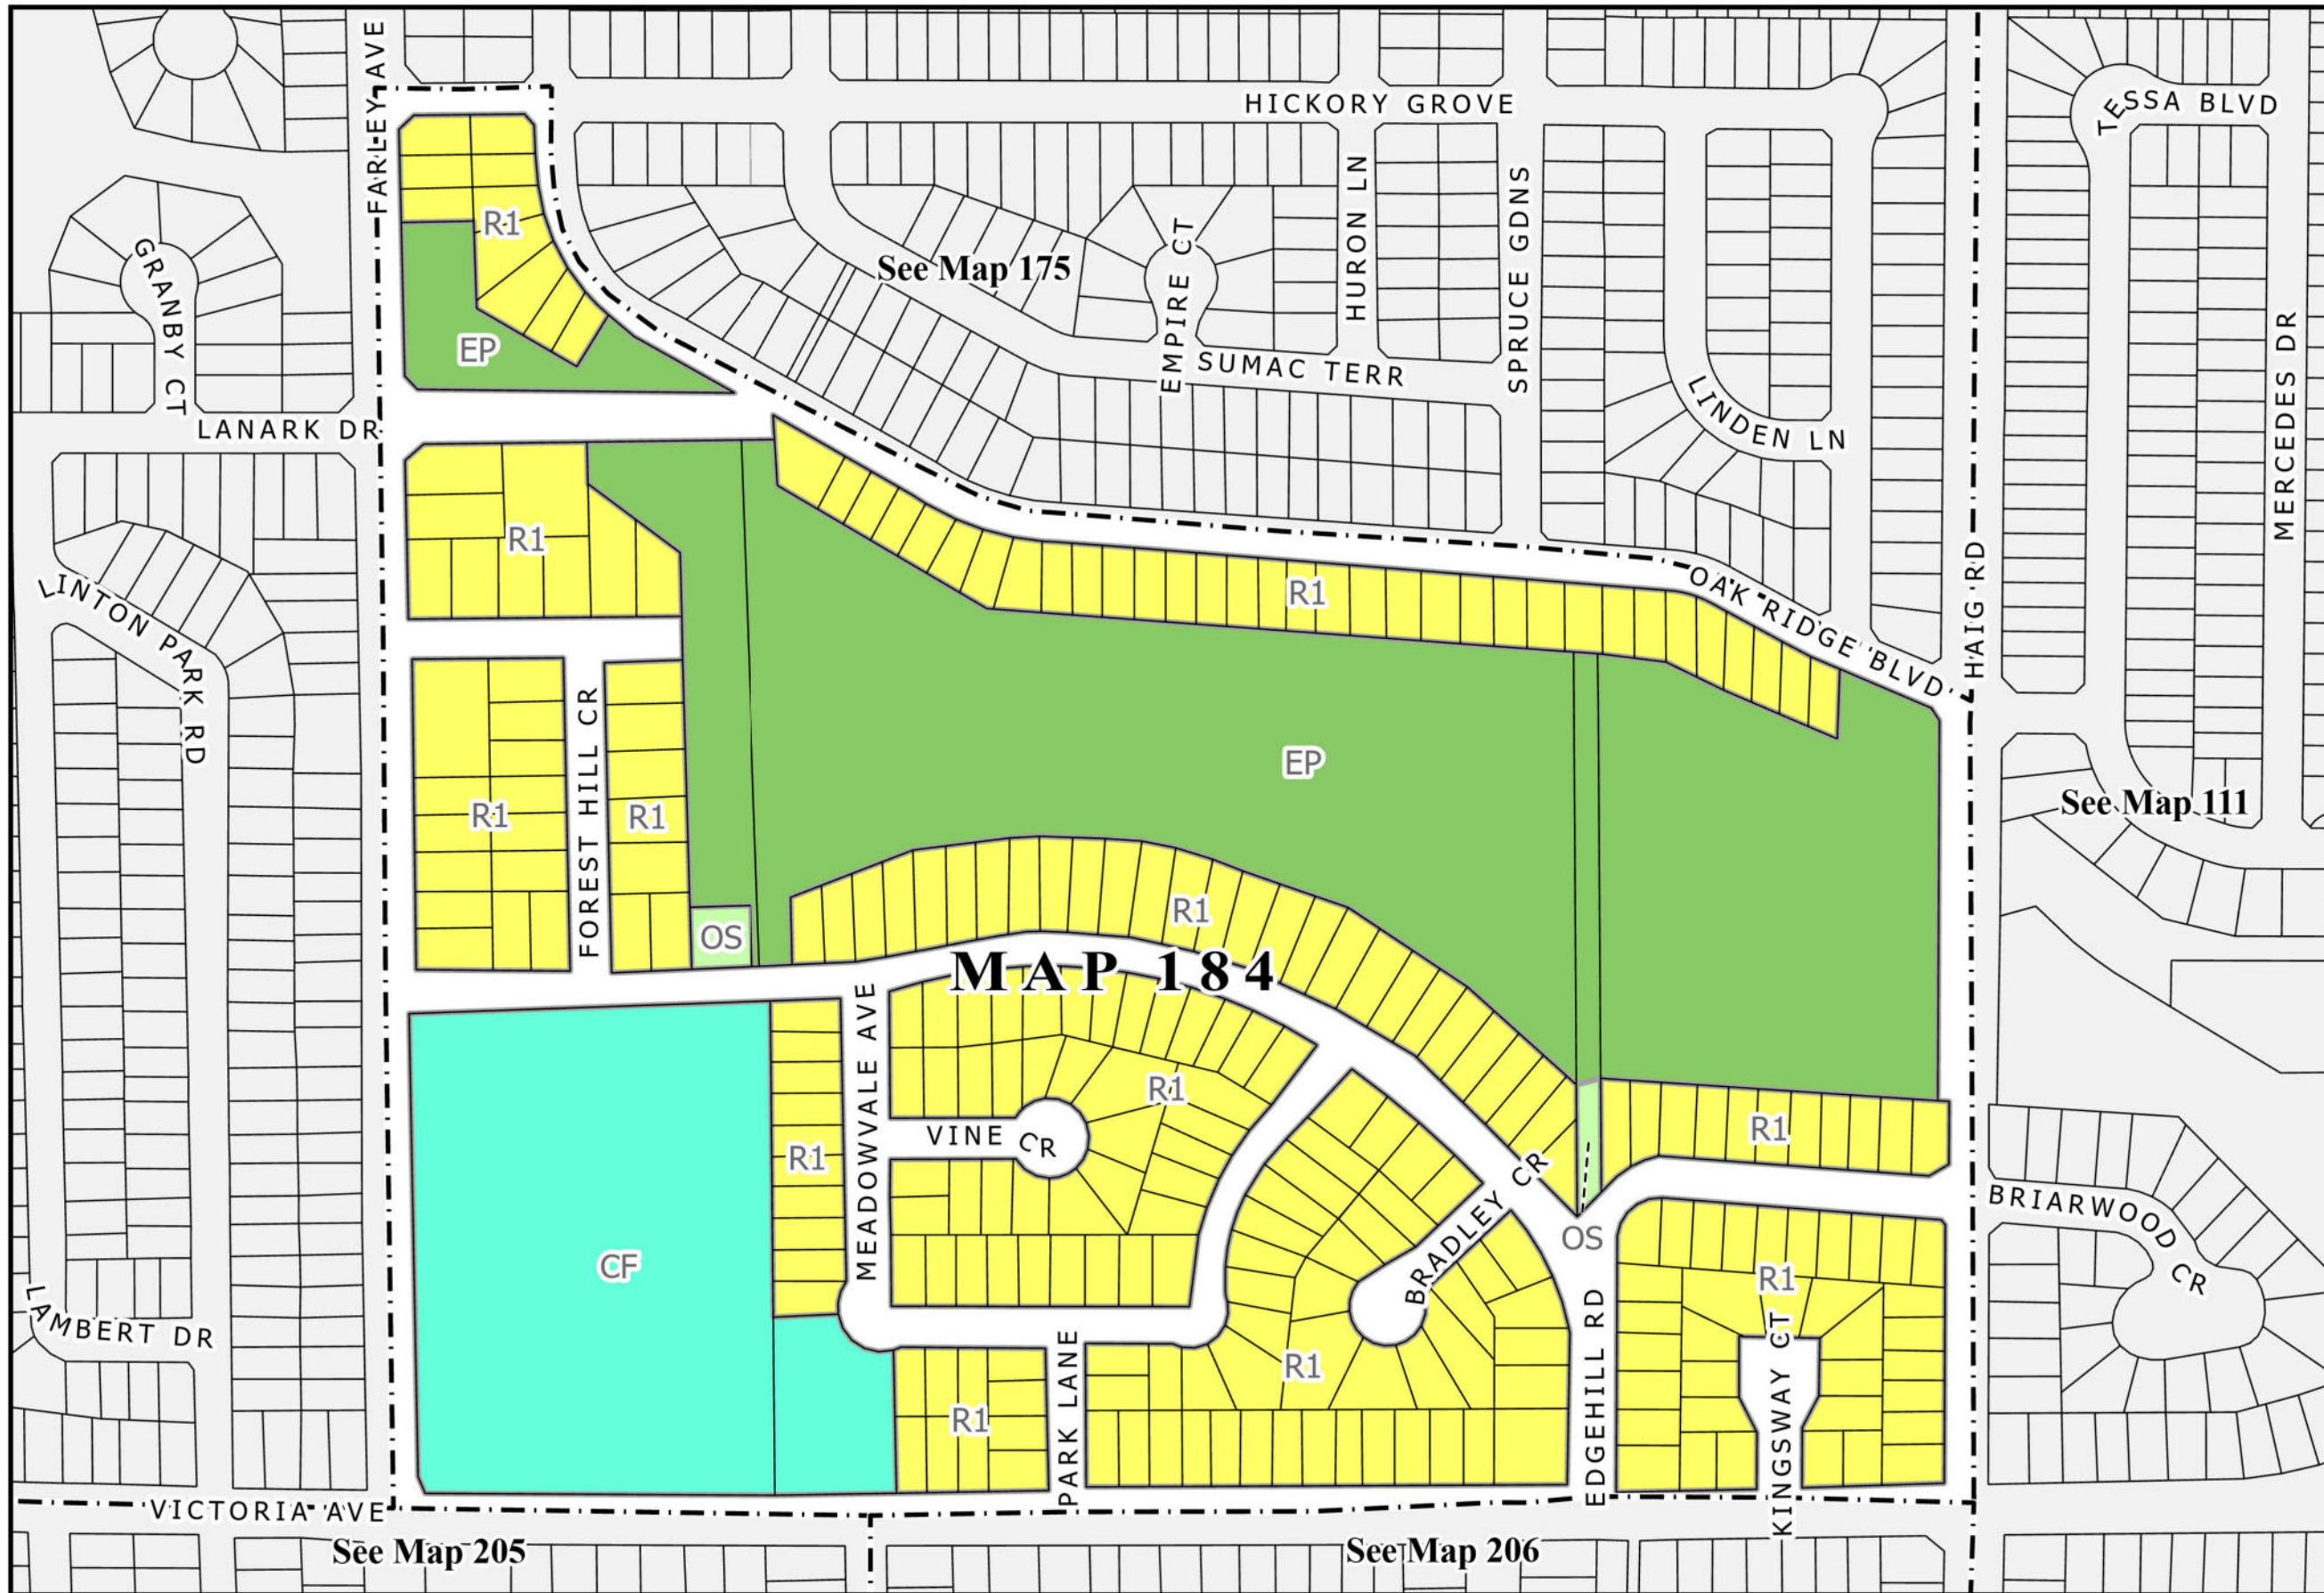 FARLEY AVE
HICKORY GROVE
TESSA BLVD
R1
HURON LN
SPRUCE GDNS
GRANBY CT
See Map 175
EMPIRE CT
EP
SUMAC TERR
LINDEN LN
MERCEDES DR
LANARK DR
R1
LINTON PARK RD
R1
OAK RIDGE BLVD
HAIG RD
FOREST HILL CR
EP
R1
R1
See Map 111
R1
OS
MAP 184
MEADOWVALE AVE
R1
VINE CR
R1
R1
BRADLEY CR
BRIARWOOD CR
OS
CF
R1
LAMBERT DR
PARK LANE
R1
EDGEHILL RD
KINGSWAY CT
R1
VICTORIA AVE
See Map 205
See Map 206